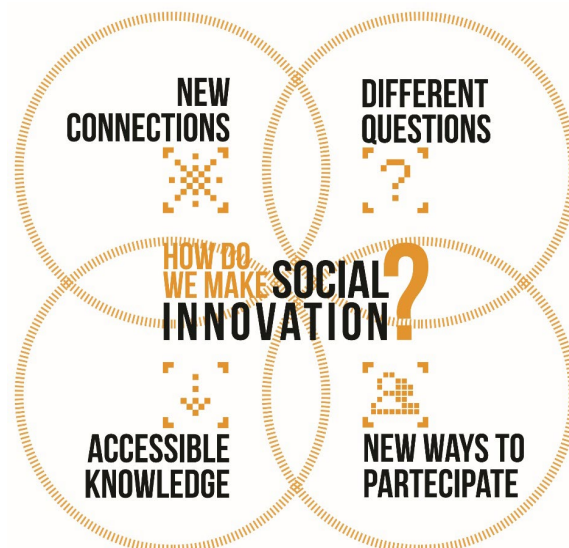 NEW
CONNECTIONS
DIFFERENT
QUESTIONS
HOW DO
WE MAKE SOCIAL
INNOVATION?
ACCESSIBLE
KNOWLEDGE
NEW WAYS TO
PARTECIPATE